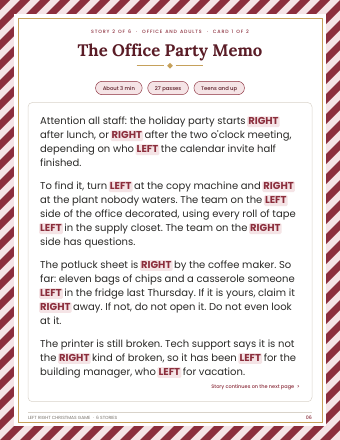 STORY 2 OF 6 · OFFICE AND ADULTS · CARD 1 OF 2
The Office Party Memo
About 3 min
27 passes
Teens and up
Attention all staff: the holiday party starts RIGHT
after lunch, or RIGHT after the two o'clock meeting,
depending on who LEFT the calendar invite half
finished.
To find it, turn LEFT at the copy machine and RIGHT
at the plant nobody waters. The team on the LEFT
side of the office decorated, using every roll of tape
LEFT in the supply closet. The team on the RIGHT
side has questions.
The potluck sheet is RIGHT by the coffee maker. So
far: eleven bags of chips and a casserole someone
LEFT in the fridge last Thursday. If it is yours, claim it
RIGHT away. If not, do not open it. Do not even look
at it.
The printer is still broken. Tech support says it is not
the RIGHT kind of broken, so it has been LEFT for the
building manager, who LEFT for vacation.
Story continues on the next page ›
LEFT RIGHT CHRISTMAS GAME · 6 STORIES
06